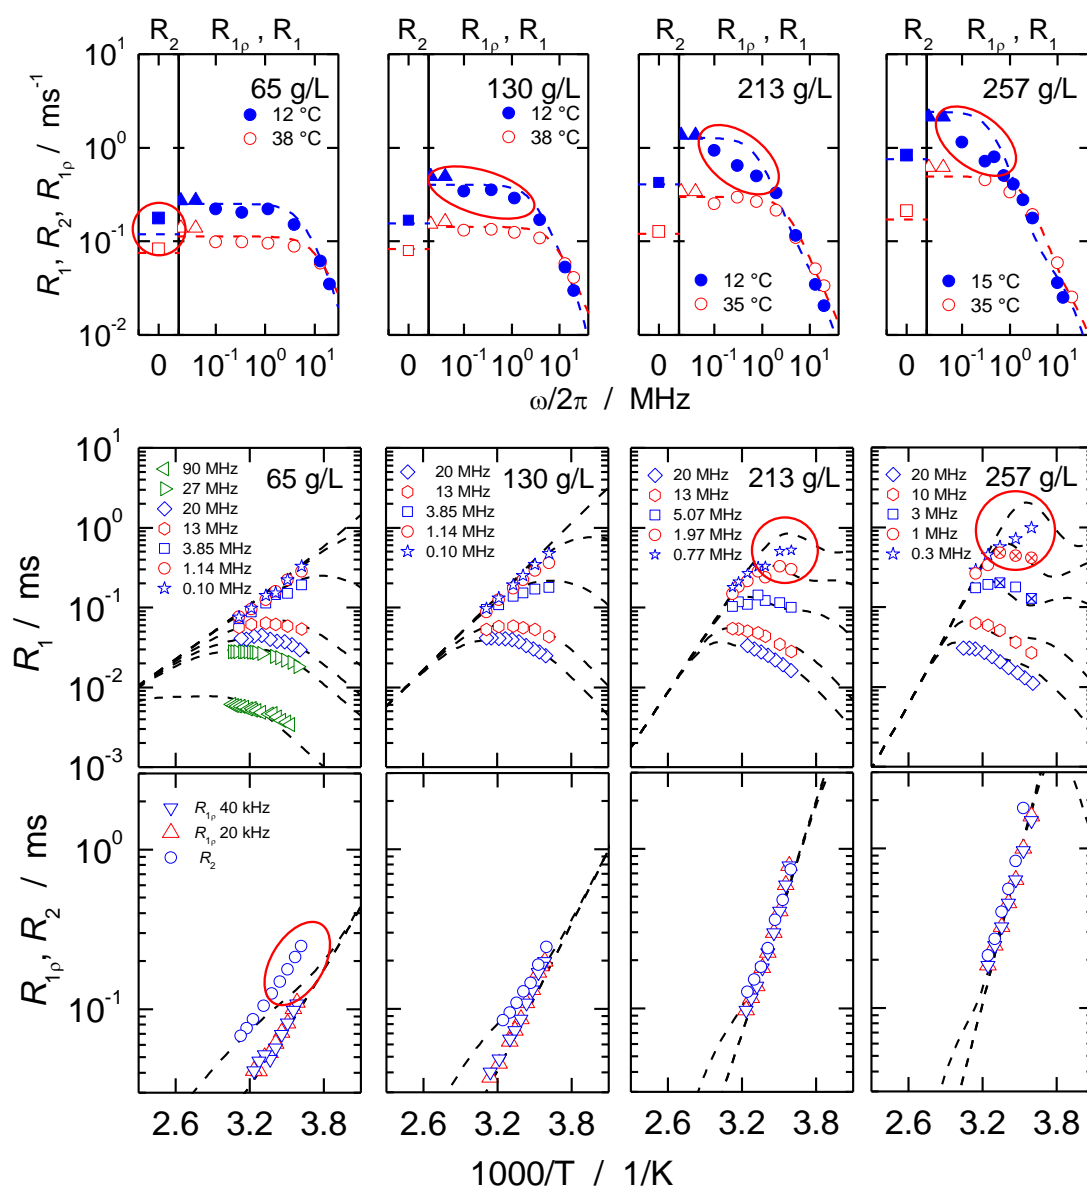 R₂ R₁ρ , R₁ R₂ R₁ρ , R₁ R₂ R₁ρ , R₁ R₂ R₁ρ , R₁
R₁, R₂, R₁ρ / ms⁻¹
10¹
10⁰
10⁻¹
10⁻²
65 g/L
12 °C
38 °C
130 g/L
12 °C
38 °C
213 g/L
12 °C
35 °C
257 g/L
15 °C
35 °C
0 10⁻¹ 10⁰ 10¹ 0 10⁻¹ 10⁰ 10¹ 0 10⁻¹ 10⁰ 10¹ 0 10⁻¹ 10⁰ 10¹
ω/2π / MHz
R₁ / ms
10¹
10⁰
10⁻¹
10⁻²
10⁻³
65 g/L
90 MHz
27 MHz
20 MHz
13 MHz
3.85 MHz
1.14 MHz
0.10 MHz
130 g/L
20 MHz
13 MHz
3.85 MHz
1.14 MHz
0.10 MHz
213 g/L
20 MHz
13 MHz
5.07 MHz
1.97 MHz
0.77 MHz
257 g/L
20 MHz
10 MHz
3 MHz
1 MHz
0.3 MHz
R₁ρ, R₂ / ms
10⁰
10⁻¹
R₁ρ 40 kHz
R₁ρ 20 kHz
R₂
2.6 3.2 3.8 2.6 3.2 3.8 2.6 3.2 3.8 2.6 3.2 3.8
1000/T / 1/K